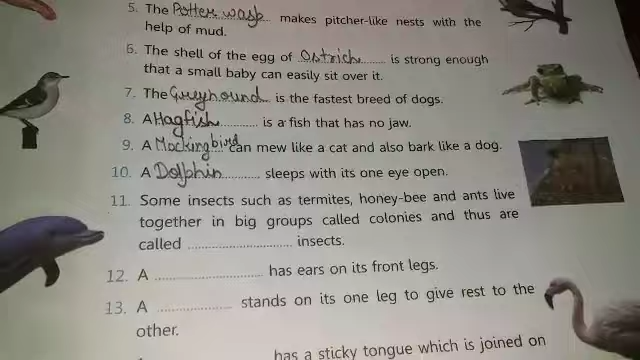 5. The Potter wasp makes pitcher-like nests with the
help of mud.
6. The shell of the egg of Ostrich....... is strong enough
that a small baby can easily sit over it.
7. The Greyhound is the fastest breed of dogs.
8. A Hagfish............ is a fish that has no jaw.
9. A Mockingbird can mew like a cat and also bark like a dog.
10. A Dolphin............ sleeps with its one eye open.
11. Some insects such as termites, honey-bee and ants live
together in big groups called colonies and thus are
called ................................ insects.
12. A ................................ has ears on its front legs.
13. A ...................... stands on its one leg to give rest to the
other.
has a sticky tongue which is joined on